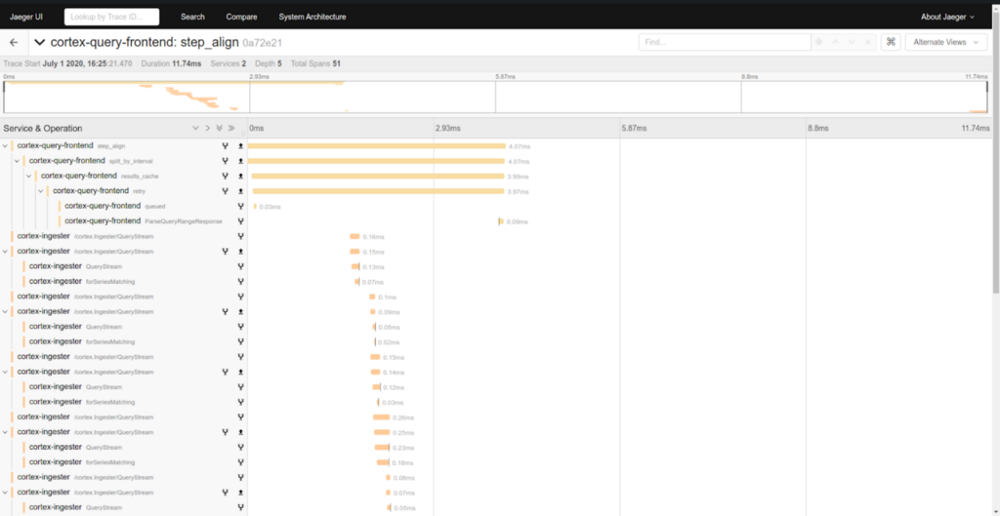 Jaeger UI Lookup by Trace ID... Search Compare System Architecture About Jaeger
cortex-query-frontend: step_align 0a72e21 Find... Alternate Views
Trace Start July 1 2020, 16:25:21.470 Duration 11.74ms Services 2 Depth 5 Total Spans 51
0ms 2.93ms 5.87ms 8.8ms 11.74ms
Service & Operation 0ms 2.93ms 5.87ms 8.8ms 11.74ms
cortex-query-frontend step_align 4.07ms
cortex-query-frontend split_by_interval 4.07ms
cortex-query-frontend results_cache 3.99ms
cortex-query-frontend retry 3.97ms
cortex-query-frontend queued 0.03ms
cortex-query-frontend ParseQueryRangeResponse 0.09ms
cortex-ingester /cortex.Ingester/QueryStream 0.16ms
cortex-ingester /cortex.Ingester/QueryStream 0.15ms
cortex-ingester QueryStream 0.13ms
cortex-ingester forSeriesMatching 0.07ms
cortex-ingester /cortex.Ingester/QueryStream 0.1ms
cortex-ingester /cortex.Ingester/QueryStream 0.09ms
cortex-ingester QueryStream 0.05ms
cortex-ingester forSeriesMatching 0.02ms
cortex-ingester /cortex.Ingester/QueryStream 0.15ms
cortex-ingester /cortex.Ingester/QueryStream 0.14ms
cortex-ingester QueryStream 0.12ms
cortex-ingester forSeriesMatching 0.03ms
cortex-ingester /cortex.Ingester/QueryStream 0.26ms
cortex-ingester /cortex.Ingester/QueryStream 0.25ms
cortex-ingester QueryStream 0.23ms
cortex-ingester forSeriesMatching 0.18ms
cortex-ingester /cortex.Ingester/QueryStream 0.08ms
cortex-ingester /cortex.Ingester/QueryStream 0.07ms
cortex-ingester QueryStream 0.05ms